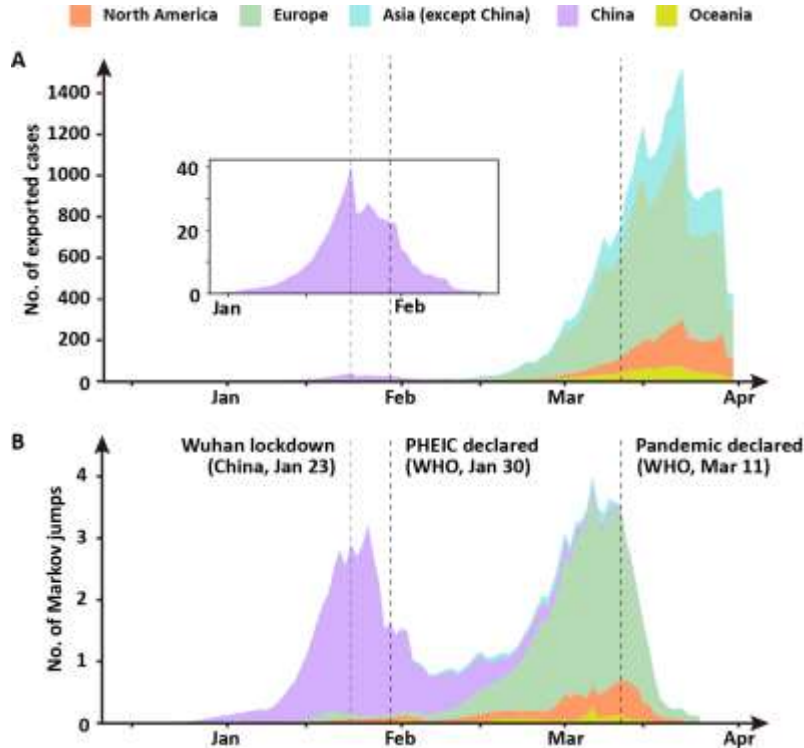 North America Europe Asia (except China) China Oceania
A
No. of exported cases
1400
1200
1000
800
600
400
200
0
40
20
0
Jan Feb
Jan Feb Mar Apr
B
Wuhan lockdown
(China, Jan 23)
PHEIC declared
(WHO, Jan 30)
Pandemic declared
(WHO, Mar 11)
No. of Markov jumps
4
3
2
1
0
Jan Feb Mar Apr